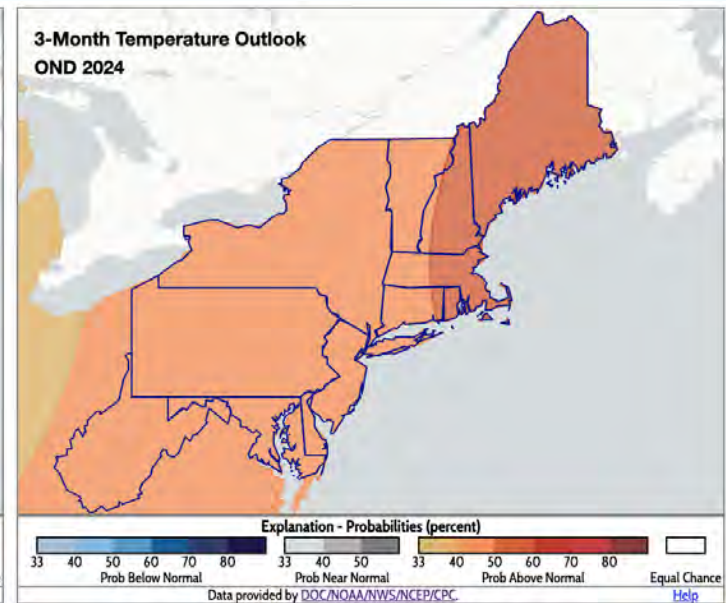 3-Month Temperature Outlook
OND 2024
Explanation - Probabilities (percent)
33 40 50 60 70 80 33 40 50 33 40 50 60 70 80
Prob Below Normal Prob Near Normal Prob Above Normal Equal Chance
Data provided by DOC/NOAA/NWS/NCEP/CPC. Help